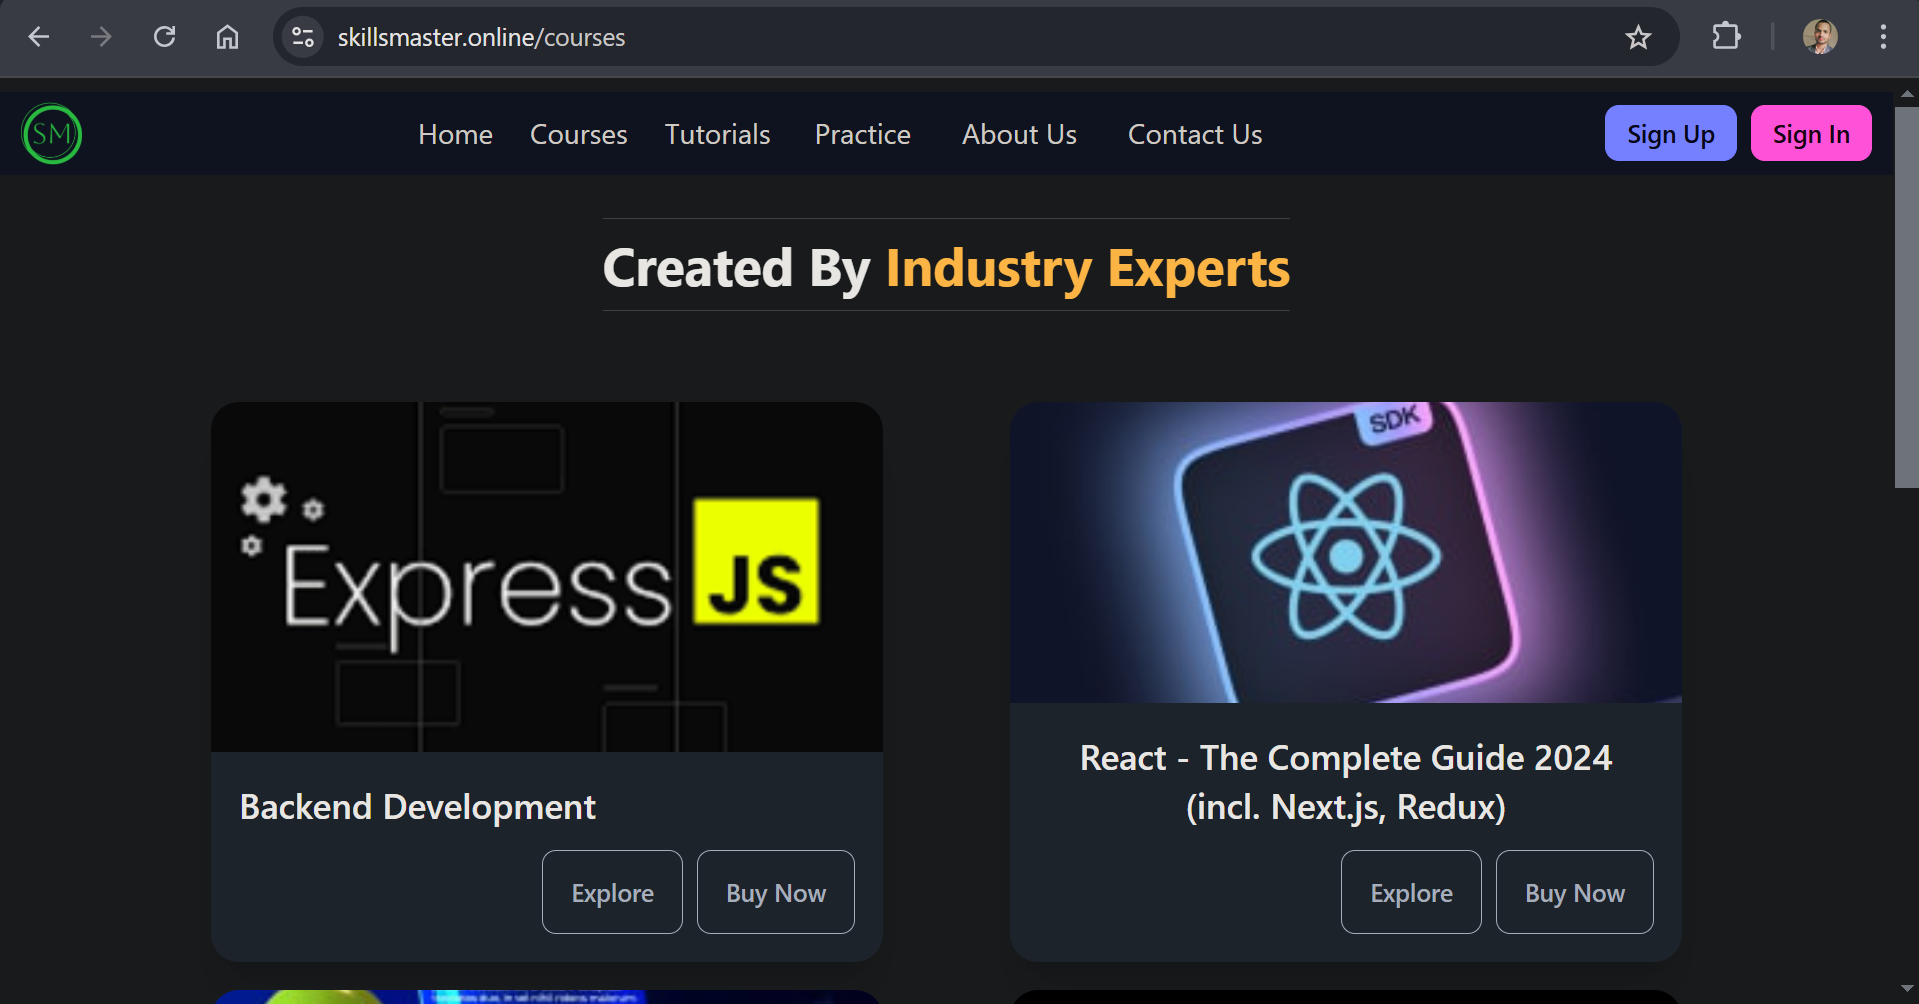 skillsmaster.online/courses
SM
Home Courses Tutorials Practice About Us Contact Us Sign Up Sign In
Created By Industry Experts
Express JS
SDK
Backend Development
React - The Complete Guide 2024
(incl. Next.js, Redux)
Explore Buy Now
Explore Buy Now